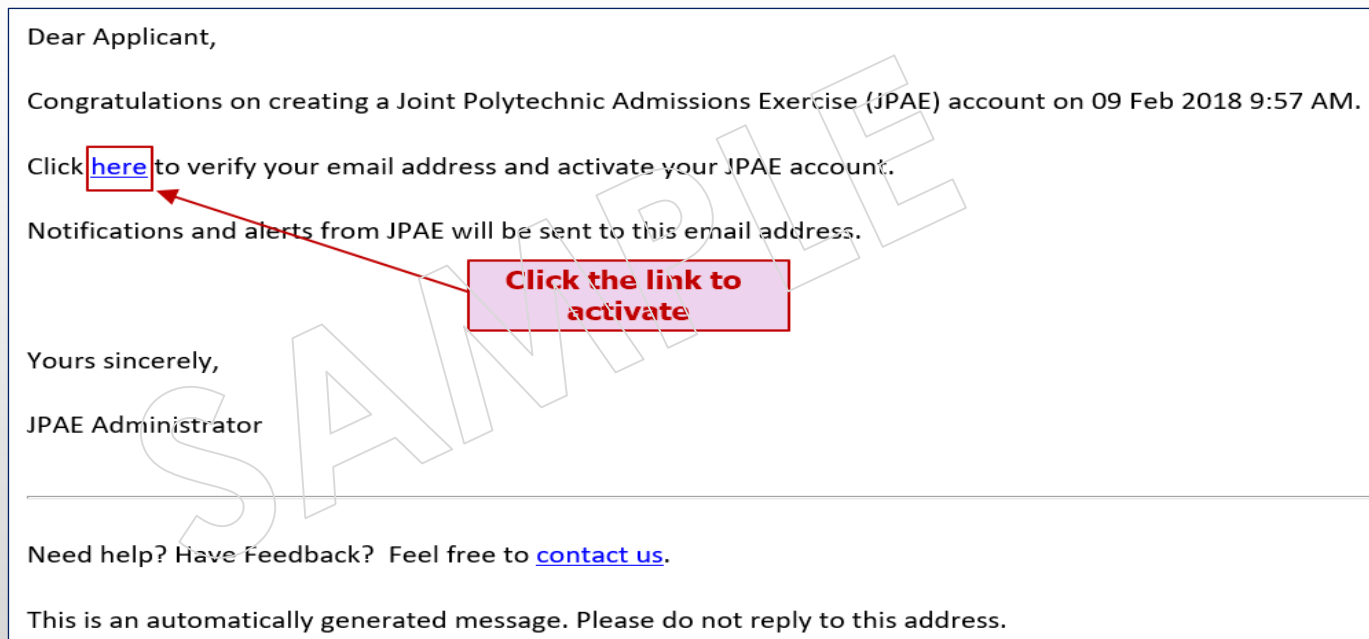 Dear Applicant,
Congratulations on creating a Joint Polytechnic Admissions Exercise (JPAE) account on 09 Feb 2018 9:57 AM.
Click here to verify your email address and activate your JPAE account.
Notifications and alerts from JPAE will be sent to this email address.
Click the link to
activate
Yours sincerely,
JPAE Administrator
SAMPLE
Need help? Have Feedback?  Feel free to contact us.
This is an automatically generated message. Please do not reply to this address.